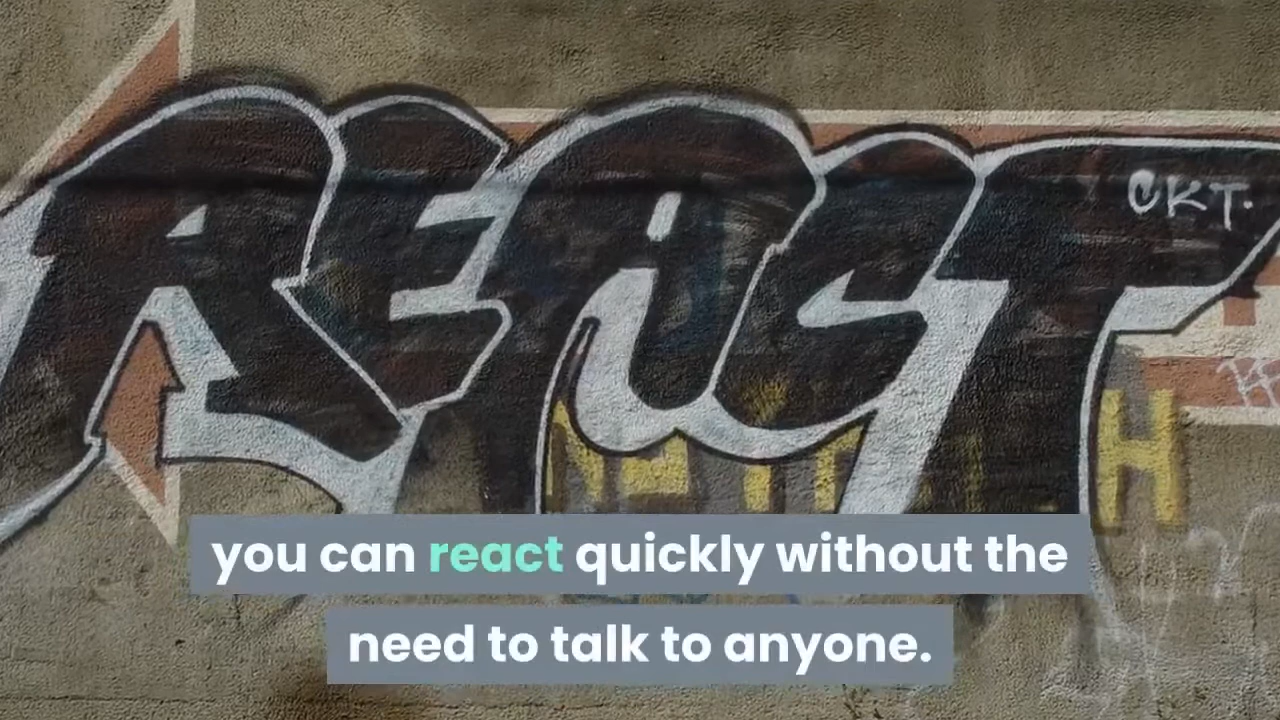 REACT
CKT.
you can react quickly without the
need to talk to anyone.